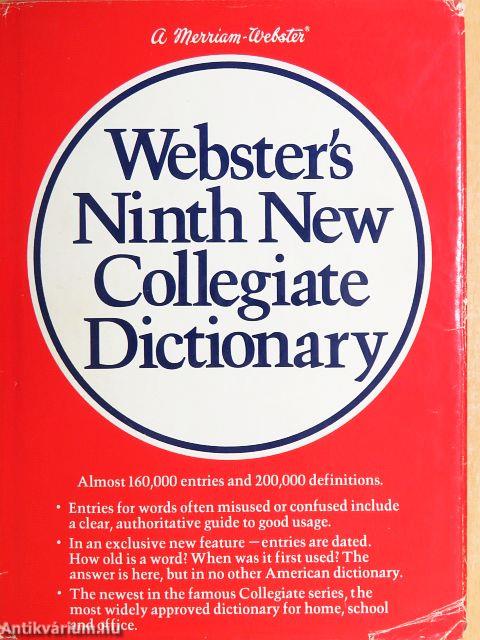 A Merriam-Webster®
Webster's
Ninth New
Collegiate
Dictionary
Almost 160,000 entries and 200,000 definitions.
• Entries for words often misused or confused include
a clear, authoritative guide to good usage.
• In an exclusive new feature—entries are dated.
How old is a word? When was it first used? The
answer is here, but in no other American dictionary.
• The newest in the famous Collegiate series, the
most widely approved dictionary for home, school
and office.
Antikvárium.hu